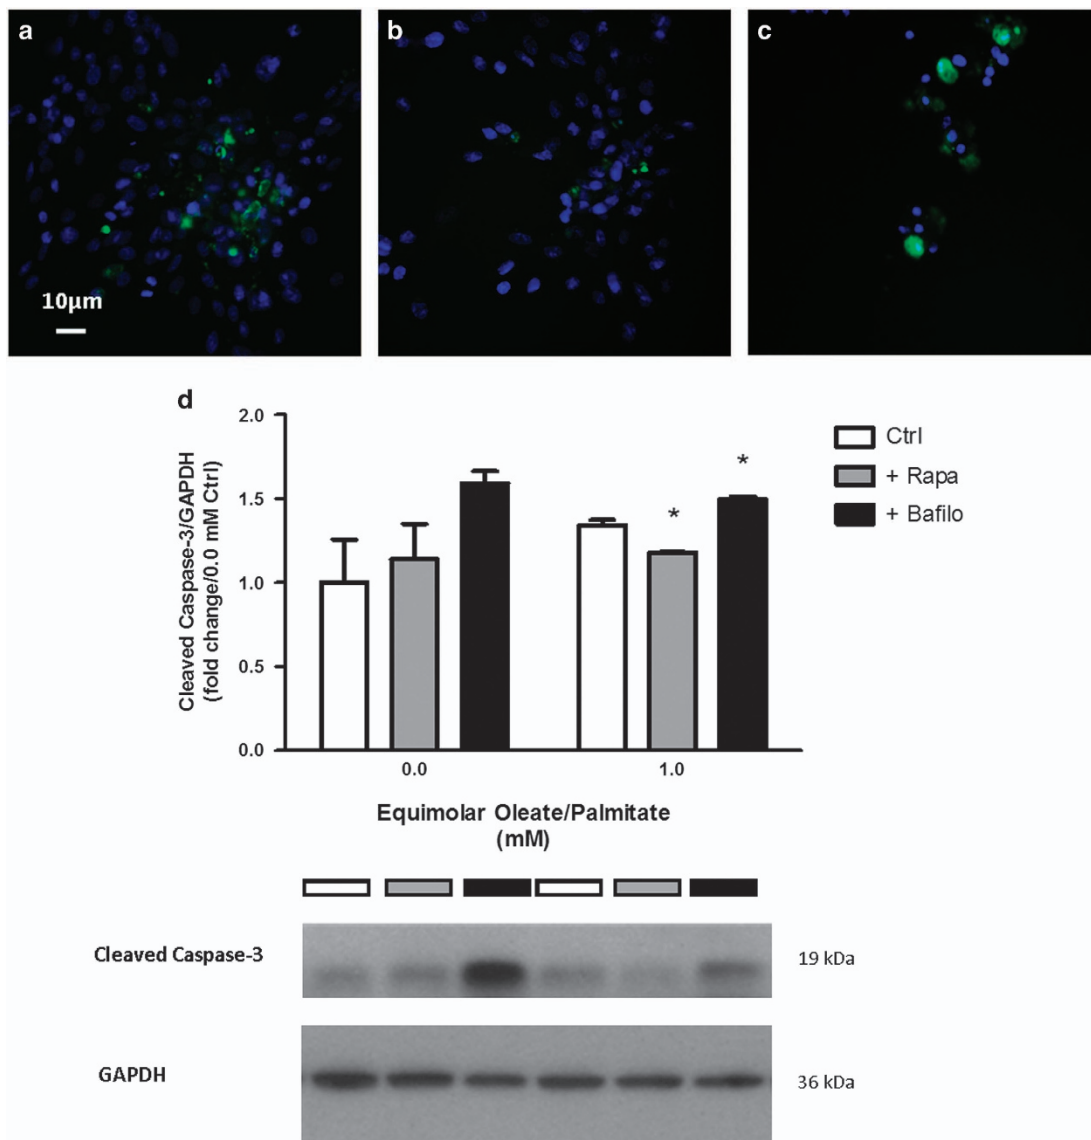 a
b
c
10µm
d
Cleaved Caspase-3/GAPDH
(fold change/0.0 mM Ctrl)
2.0
1.5
1.0
0.5
0.0
*
*
Ctrl
+ Rapa
+ Bafilo
0.0
1.0
Equimolar Oleate/Palmitate
(mM)
Cleaved Caspase-3
19 kDa
GAPDH
36 kDa